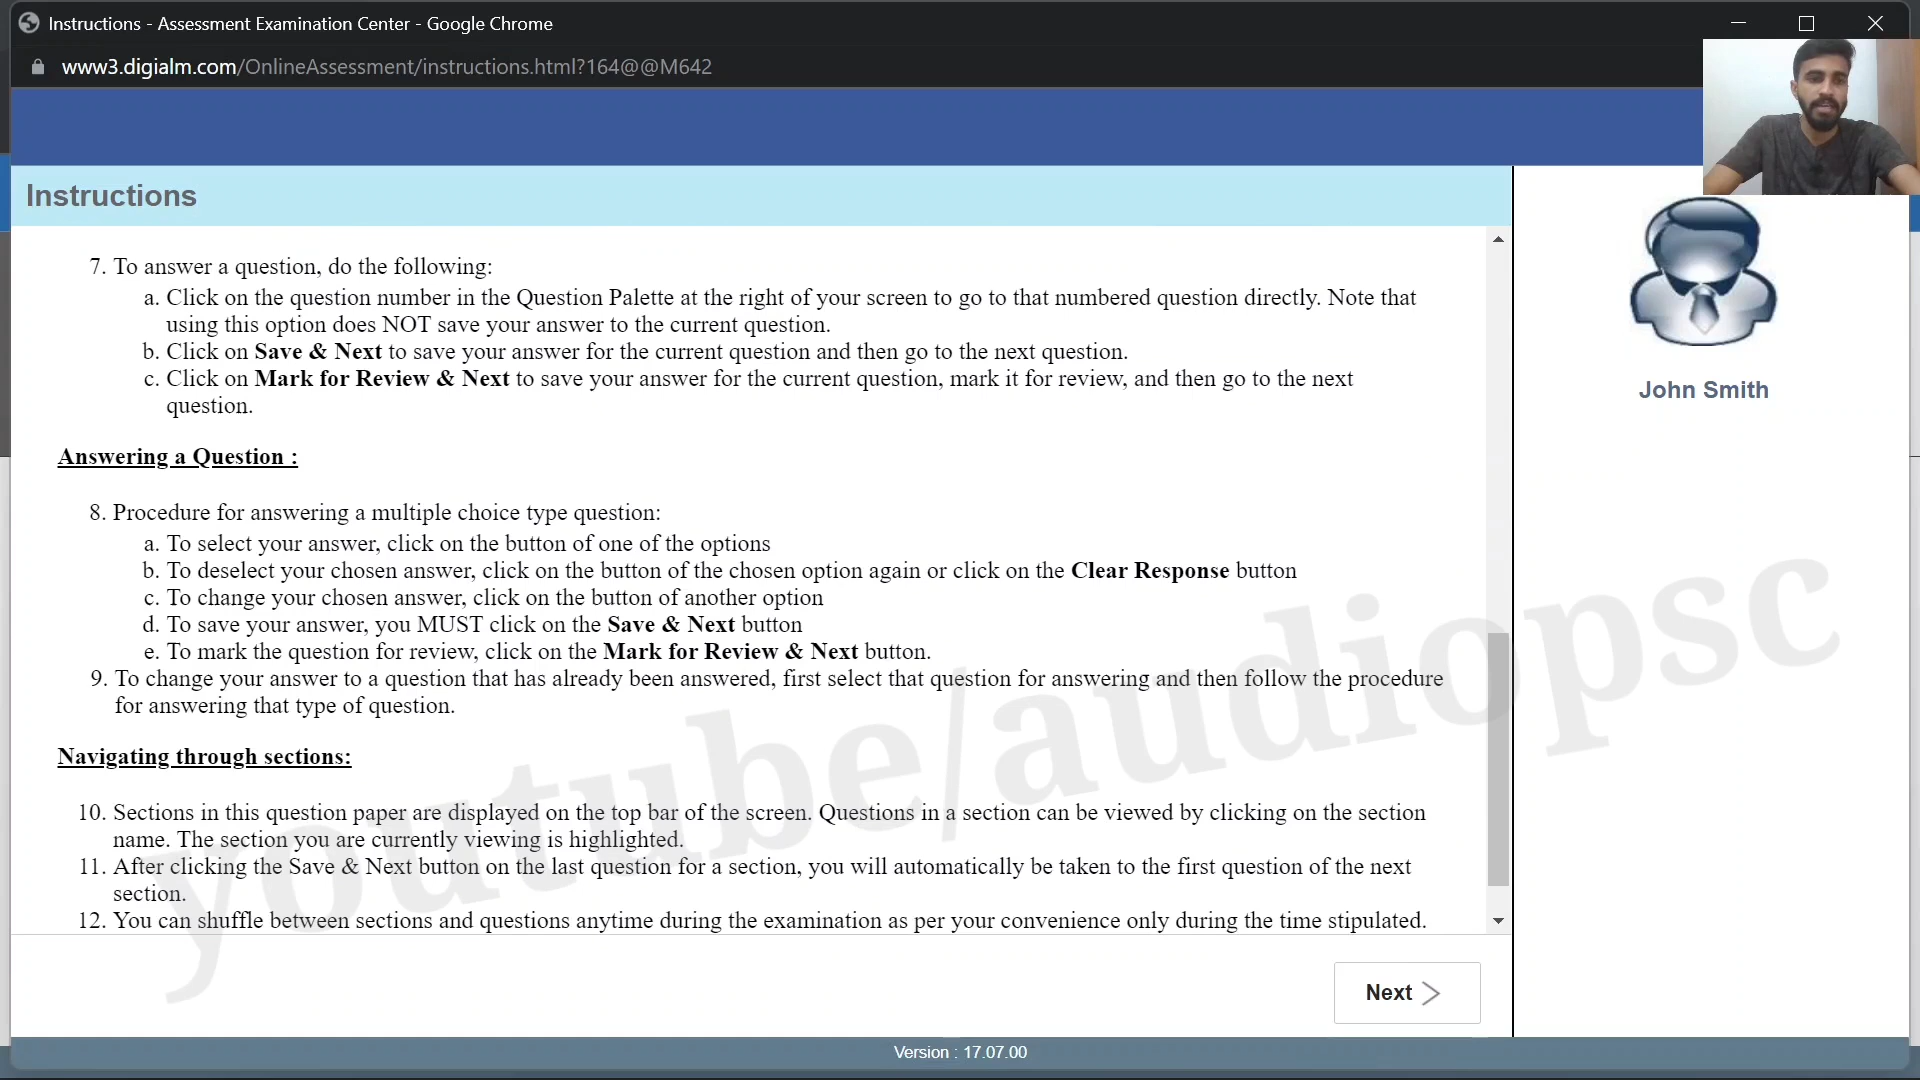 Instructions - Assessment Examination Center - Google Chrome
www3.digialm.com/OnlineAssessment/instructions.html?164@@M642
Instructions
7. To answer a question, do the following:
a. Click on the question number in the Question Palette at the right of your screen to go to that numbered question directly. Note that
using this option does NOT save your answer to the current question.
b. Click on Save & Next to save your answer for the current question and then go to the next question.
c. Click on Mark for Review & Next to save your answer for the current question, mark it for review, and then go to the next
question.
Answering a Question :
8. Procedure for answering a multiple choice type question:
a. To select your answer, click on the button of one of the options
b. To deselect your chosen answer, click on the button of the chosen option again or click on the Clear Response button
c. To change your chosen answer, click on the button of another option
d. To save your answer, you MUST click on the Save & Next button
e. To mark the question for review, click on the Mark for Review & Next button.
9. To change your answer to a question that has already been answered, first select that question for answering and then follow the procedure
for answering that type of question.
Navigating through sections:
10. Sections in this question paper are displayed on the top bar of the screen. Questions in a section can be viewed by clicking on the section
name. The section you are currently viewing is highlighted.
11. After clicking the Save & Next button on the last question for a section, you will automatically be taken to the first question of the next
section.
12. You can shuffle between sections and questions anytime during the examination as per your convenience only during the time stipulated.
Next
John Smith
youtube/audiopsc
Version : 17.07.00